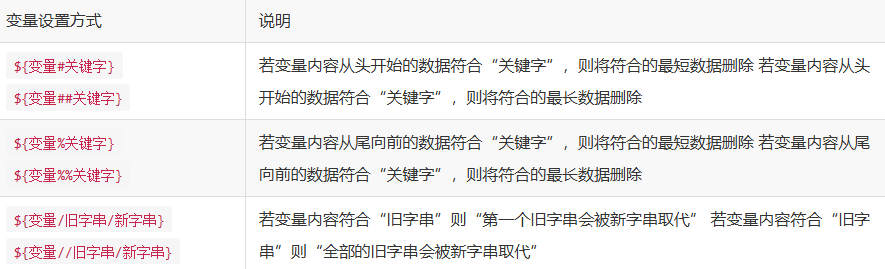 变量设置方式 说明
${变量#关键字} 若变量内容从头开始的数据符合“关键字”，则将符合的最短数据删除 若变量内容从头
${变量##关键字} 开始的数据符合“关键字”，则将符合的最长数据删除
${变量%关键字} 若变量内容从尾向前的数据符合“关键字”，则将符合的最短数据删除 若变量内容从尾
${变量%%关键字} 向前的数据符合“关键字”，则将符合的最长数据删除
${变量/旧字串/新字串} 若变量内容符合“旧字串”则“第一个旧字串会被新字串取代” 若变量内容符合“旧字
${变量//旧字串/新字串} 串”则“全部的旧字串会被新字串取代”